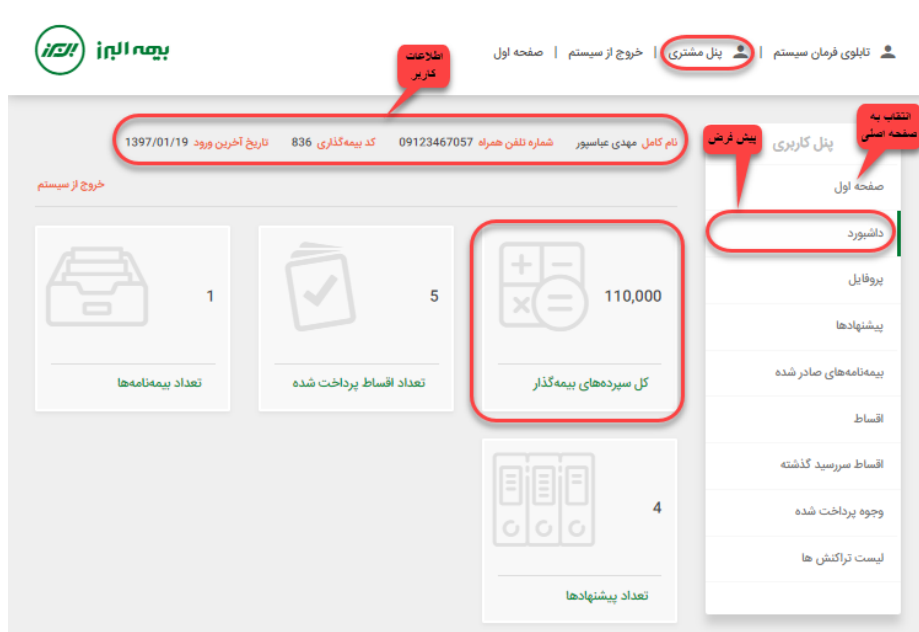 تابلوی فرمان سیستم | پنل مشتری | خروج از سیستم | صفحه اول
بیمه البرز
اطلاعات کاربر
انتقاب به صفحه اصلی
پیش فرض
نام کامل مهدی عباسپور شماره تلفن همراه 09123467057 کد بیمه‌گذاری 836 تاریخ آخرین ورود 1397/01/19
خروج از سیستم
پنل کاربری
صفحه اول
داشبورد
پروفایل
پیشنهادها
بیمه‌نامه‌های صادر شده
اقساط
اقساط سررسید گذشته
وجوه پرداخت شده
لیست تراکنش ها
110,000
کل سپرده‌های بیمه‌گذار
5
تعداد اقساط پرداخت شده
1
تعداد بیمه‌نامه‌ها
4
تعداد پیشنهادها